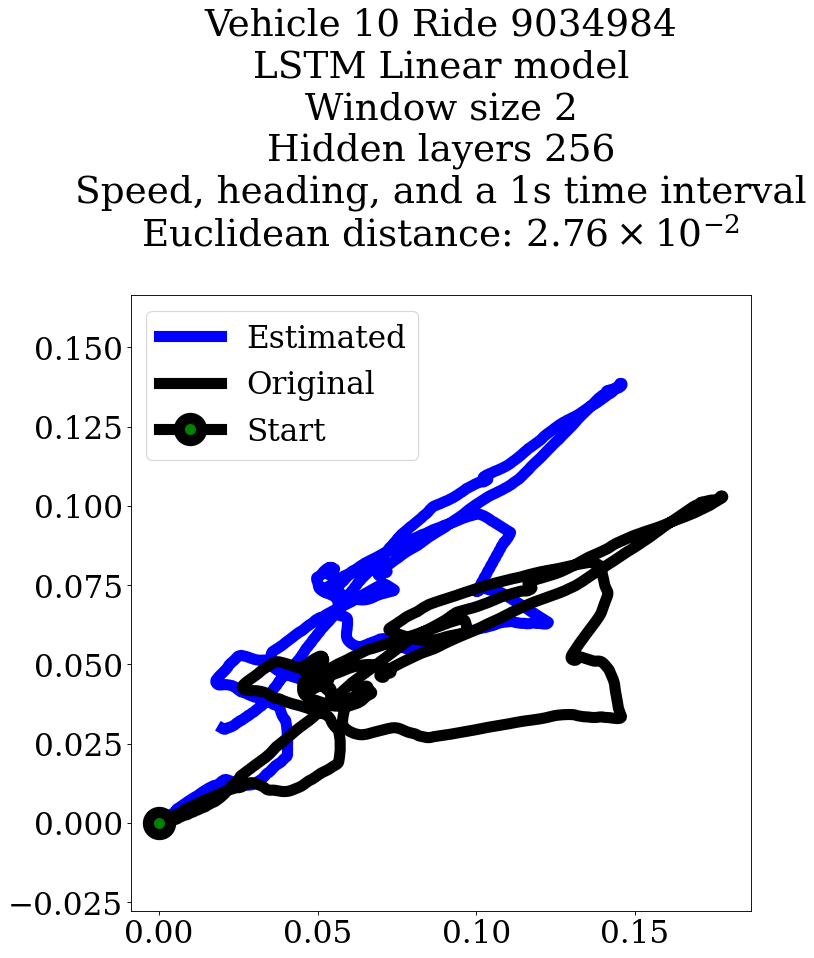 Vehicle 10 Ride 9034984
LSTM Linear model
Window size 2
Hidden layers 256
Speed, heading, and a 1s time interval
Euclidean distance: 2.76 × 10⁻²
Estimated
Original
Start
0.150
0.125
0.100
0.075
0.050
0.025
0.000
−0.025
0.00 0.05 0.10 0.15